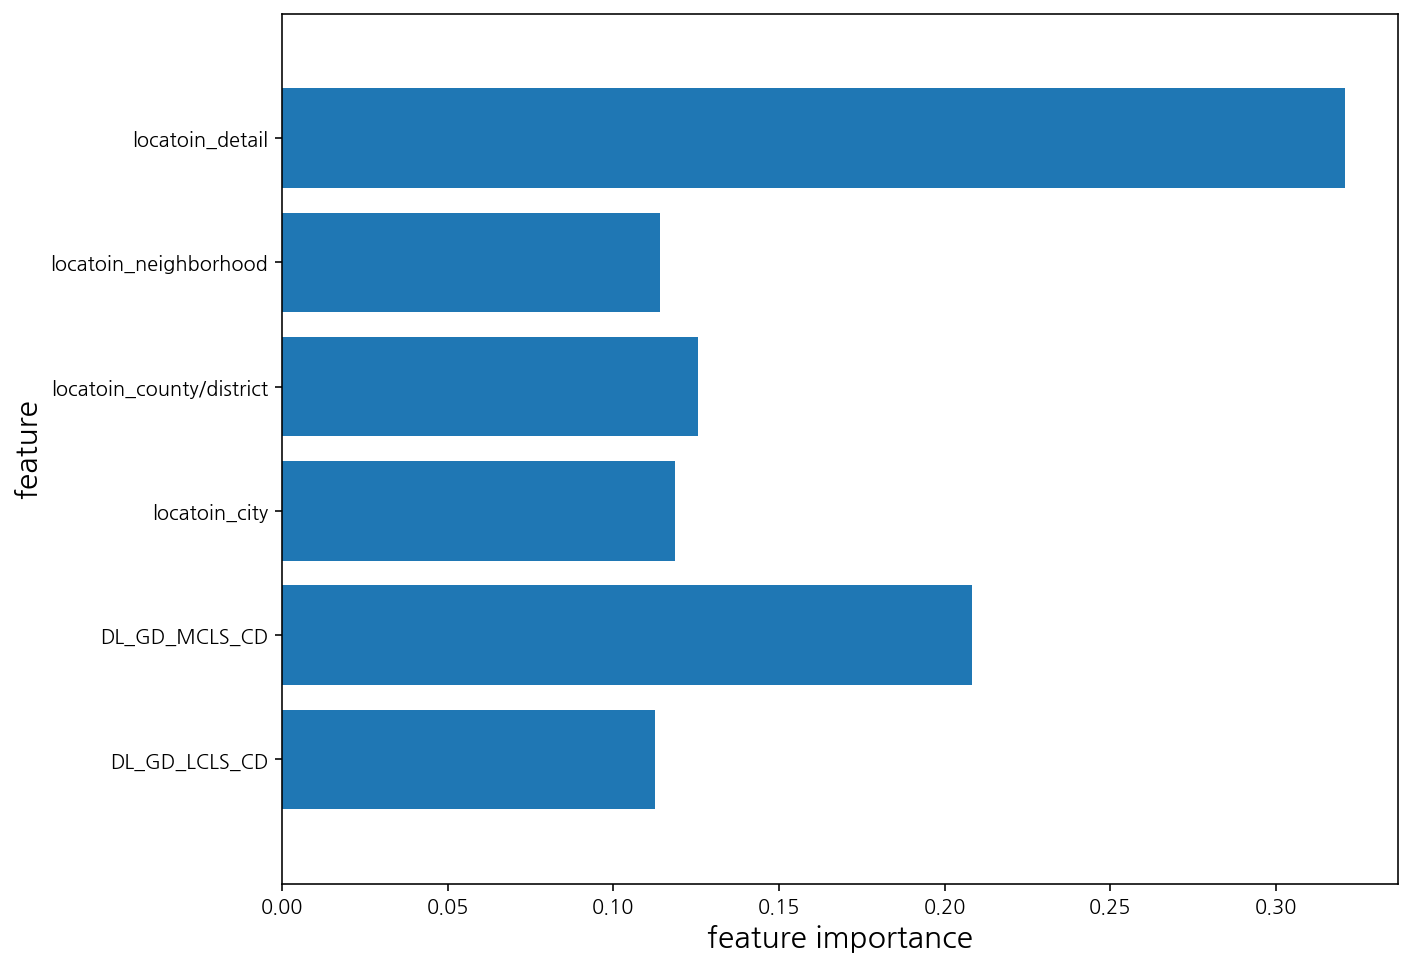 locatoin_detail
locatoin_neighborhood
locatoin_county/district
locatoin_city
DL_GD_MCLS_CD
DL_GD_LCLS_CD
feature
0.00 0.05 0.10 0.15 0.20 0.25 0.30
feature importance